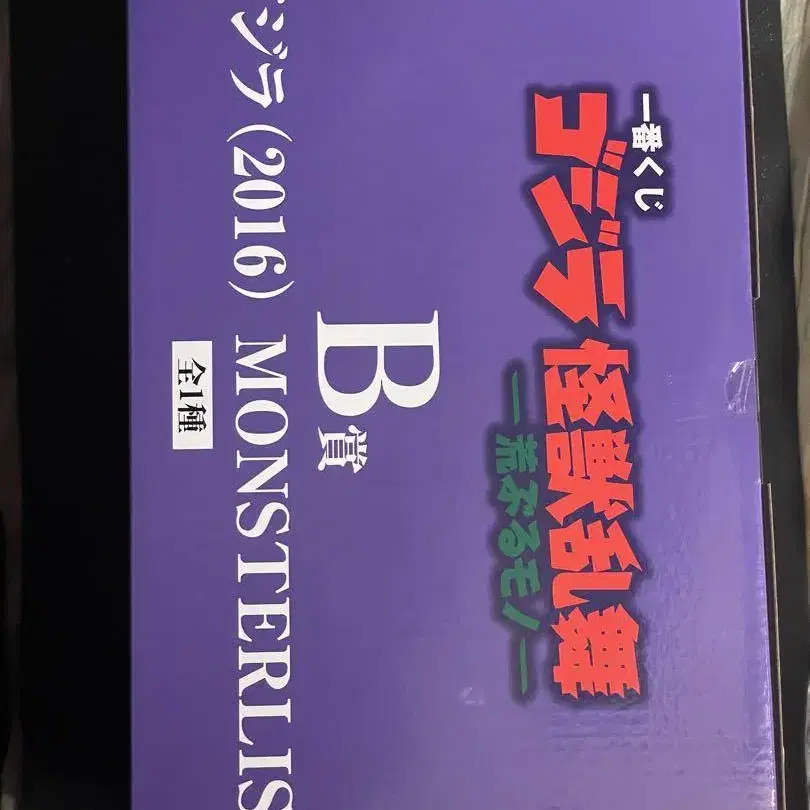 一番くじ
ゴジラ 怪獣乱舞
ー荒ぶるモノー
B賞
ジラ(2016) MONSTERLIS
全1種